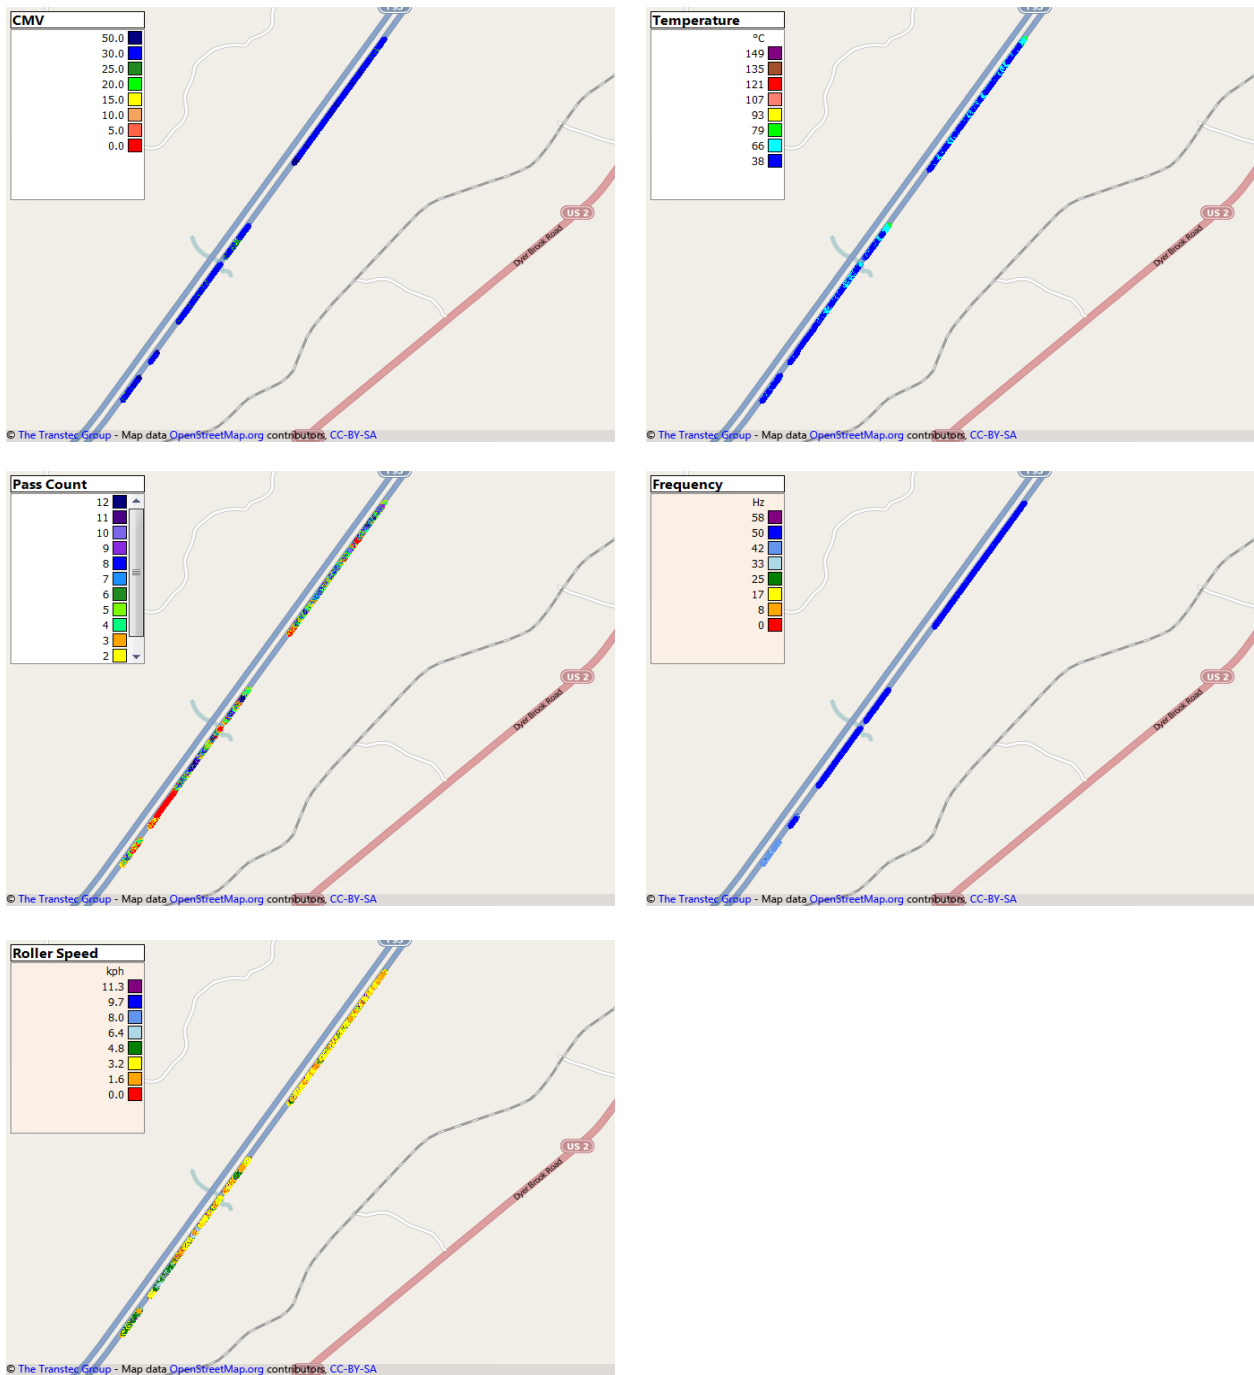 CMV
50.0
30.0
25.0
20.0
15.0
10.0
5.0
0.0
US 2
Dyer Brook Road
© The Transtec Group - Map data OpenStreetMap.org contributors, CC-BY-SA
Temperature
°C
149
135
121
107
93
79
66
38
US 2
Dyer Brook Road
© The Transtec Group - Map data OpenStreetMap.org contributors, CC-BY-SA
Pass Count
12
11
10
9
8
7
6
5
4
3
2
US 2
Dyer Brook Road
© The Transtec Group - Map data OpenStreetMap.org contributors, CC-BY-SA
Frequency
Hz
58
50
42
33
25
17
8
0
US 2
Dyer Brook Road
© The Transtec Group - Map data OpenStreetMap.org contributors, CC-BY-SA
Roller Speed
kph
11.3
9.7
8.0
6.4
4.8
3.2
1.6
0.0
US 2
Dyer Brook Road
© The Transtec Group - Map data OpenStreetMap.org contributors, CC-BY-SA